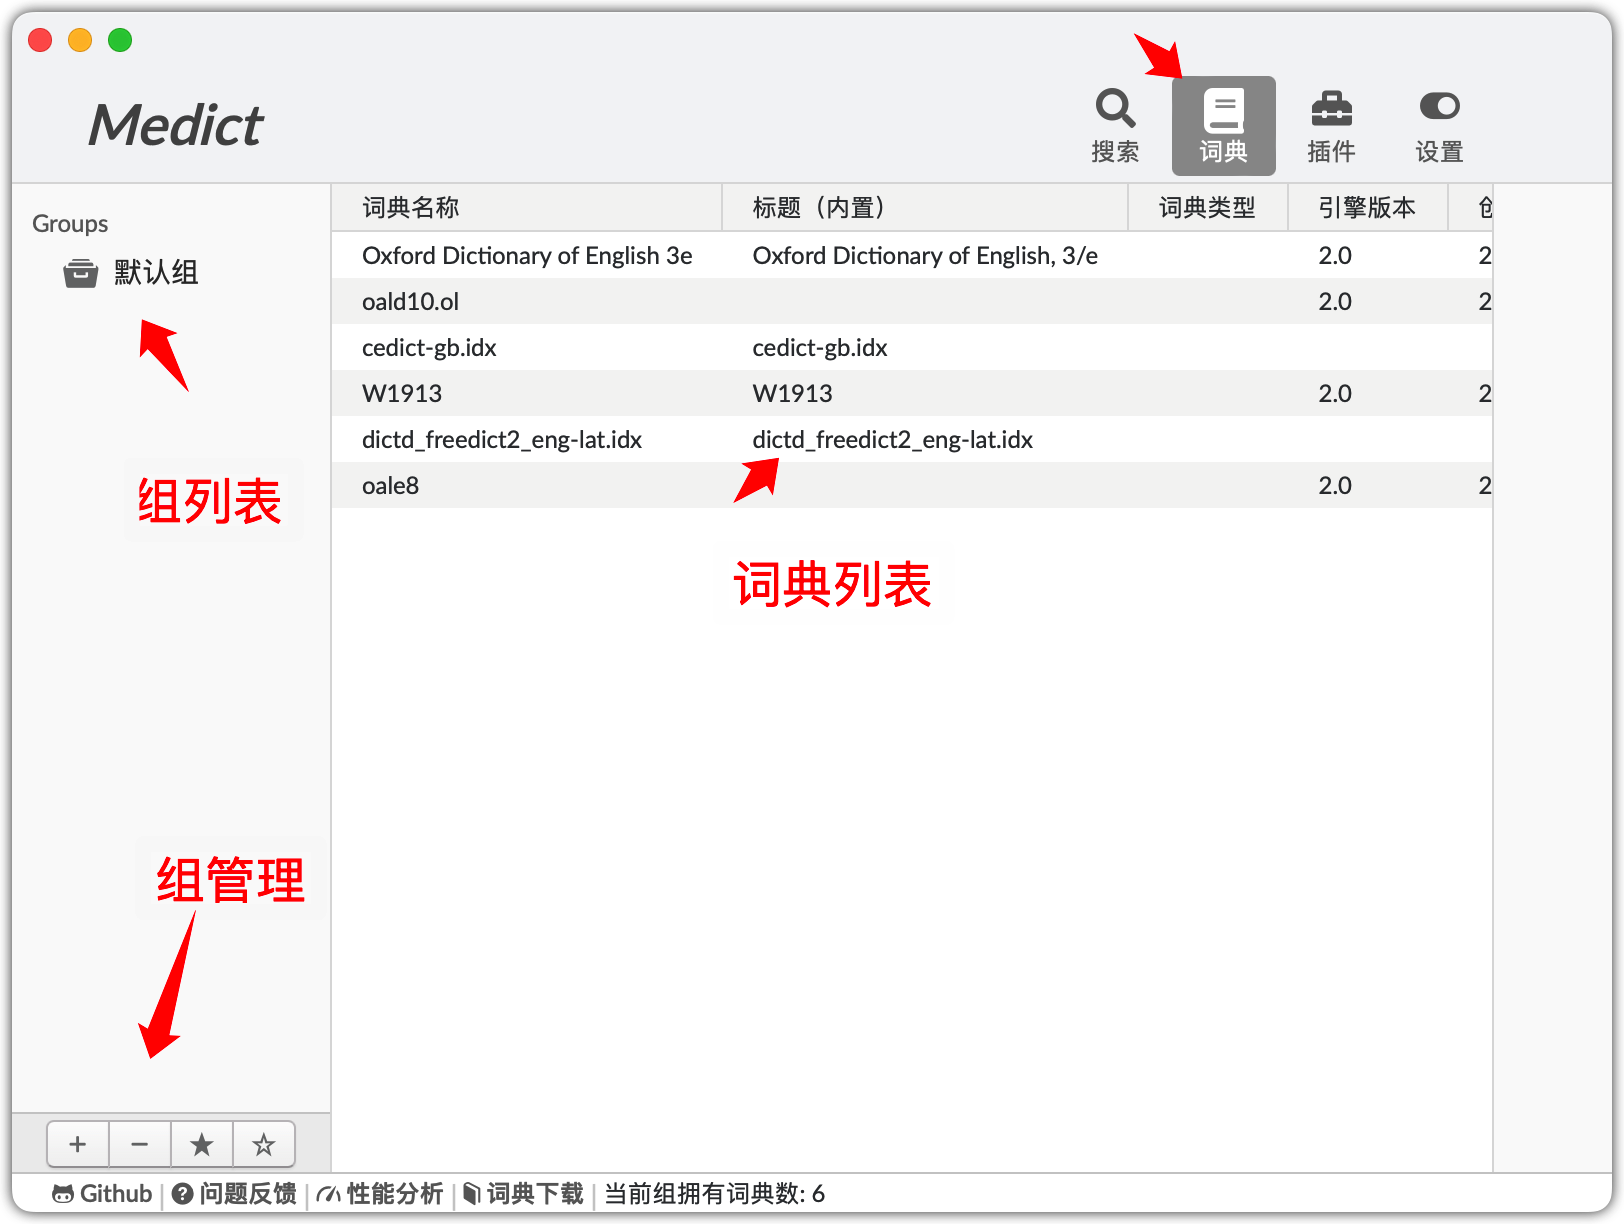 Medict
搜索
词典
插件
设置
Groups
默认组
组列表
组管理
词典名称 标题（内置） 词典类型 引擎版本
Oxford Dictionary of English 3e Oxford Dictionary of English, 3/e 2.0 2
oald10.ol 2.0 2
cedict-gb.idx cedict-gb.idx
W1913 W1913 2.0 2
dictd_freedict2_eng-lat.idx dictd_freedict2_eng-lat.idx
oale8 2.0 2
词典列表
Github | 问题反馈 | 性能分析 | 词典下载 | 当前组拥有词典数: 6